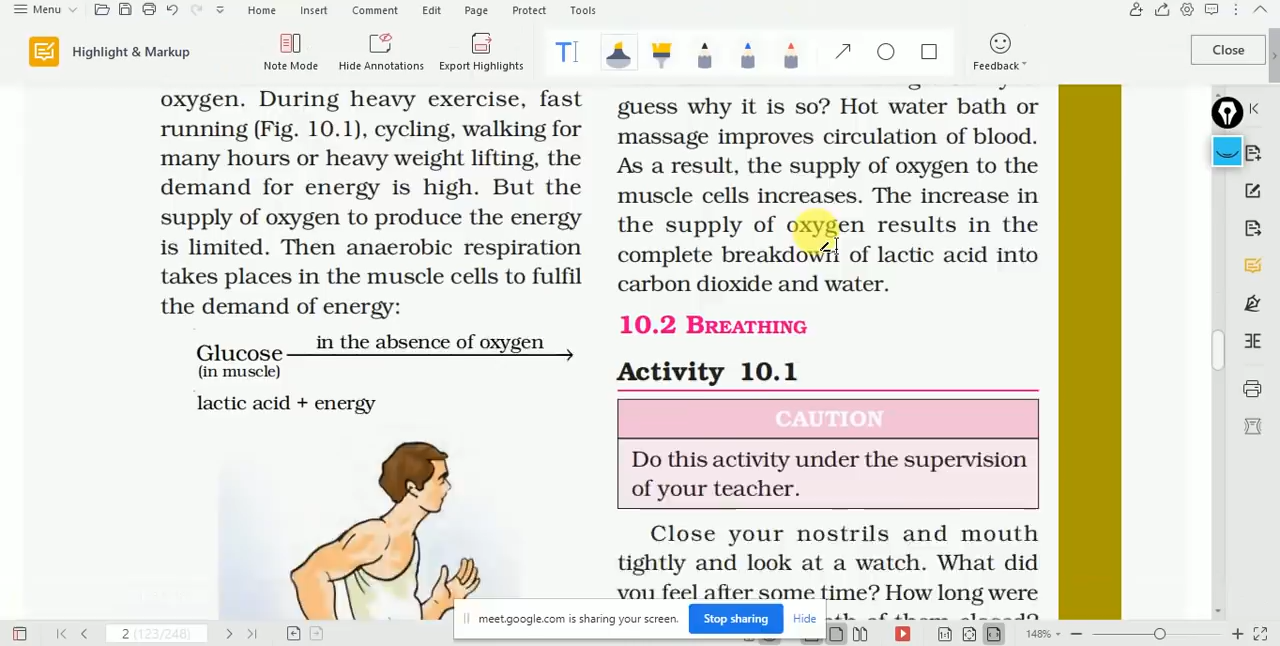 Menu
Home
Insert
Comment
Edit
Page
Protect
Tools
Highlight & Markup
Note Mode
Hide Annotations
Export Highlights
Feedback
Close
oxygen. During heavy exercise, fast
running (Fig. 10.1), cycling, walking for
many hours or heavy weight lifting, the
demand for energy is high. But the
supply of oxygen to produce the energy
is limited. Then anaerobic respiration
takes places in the muscle cells to fulfil
the demand of energy:
in the absence of oxygen
Glucose
(in muscle)
lactic acid + energy
guess why it is so? Hot water bath or
massage improves circulation of blood.
As a result, the supply of oxygen to the
muscle cells increases. The increase in
the supply of oxygen results in the
complete breakdown of lactic acid into
carbon dioxide and water.
10.2 BREATHING
Activity 10.1
CAUTION
Do this activity under the supervision
of your teacher.
Close your nostrils and mouth
tightly and look at a watch. What did
you feel after some time? How long were
of them closed?
meet.google.com is sharing your screen.
Stop sharing
Hide
2 (123/248)
148%